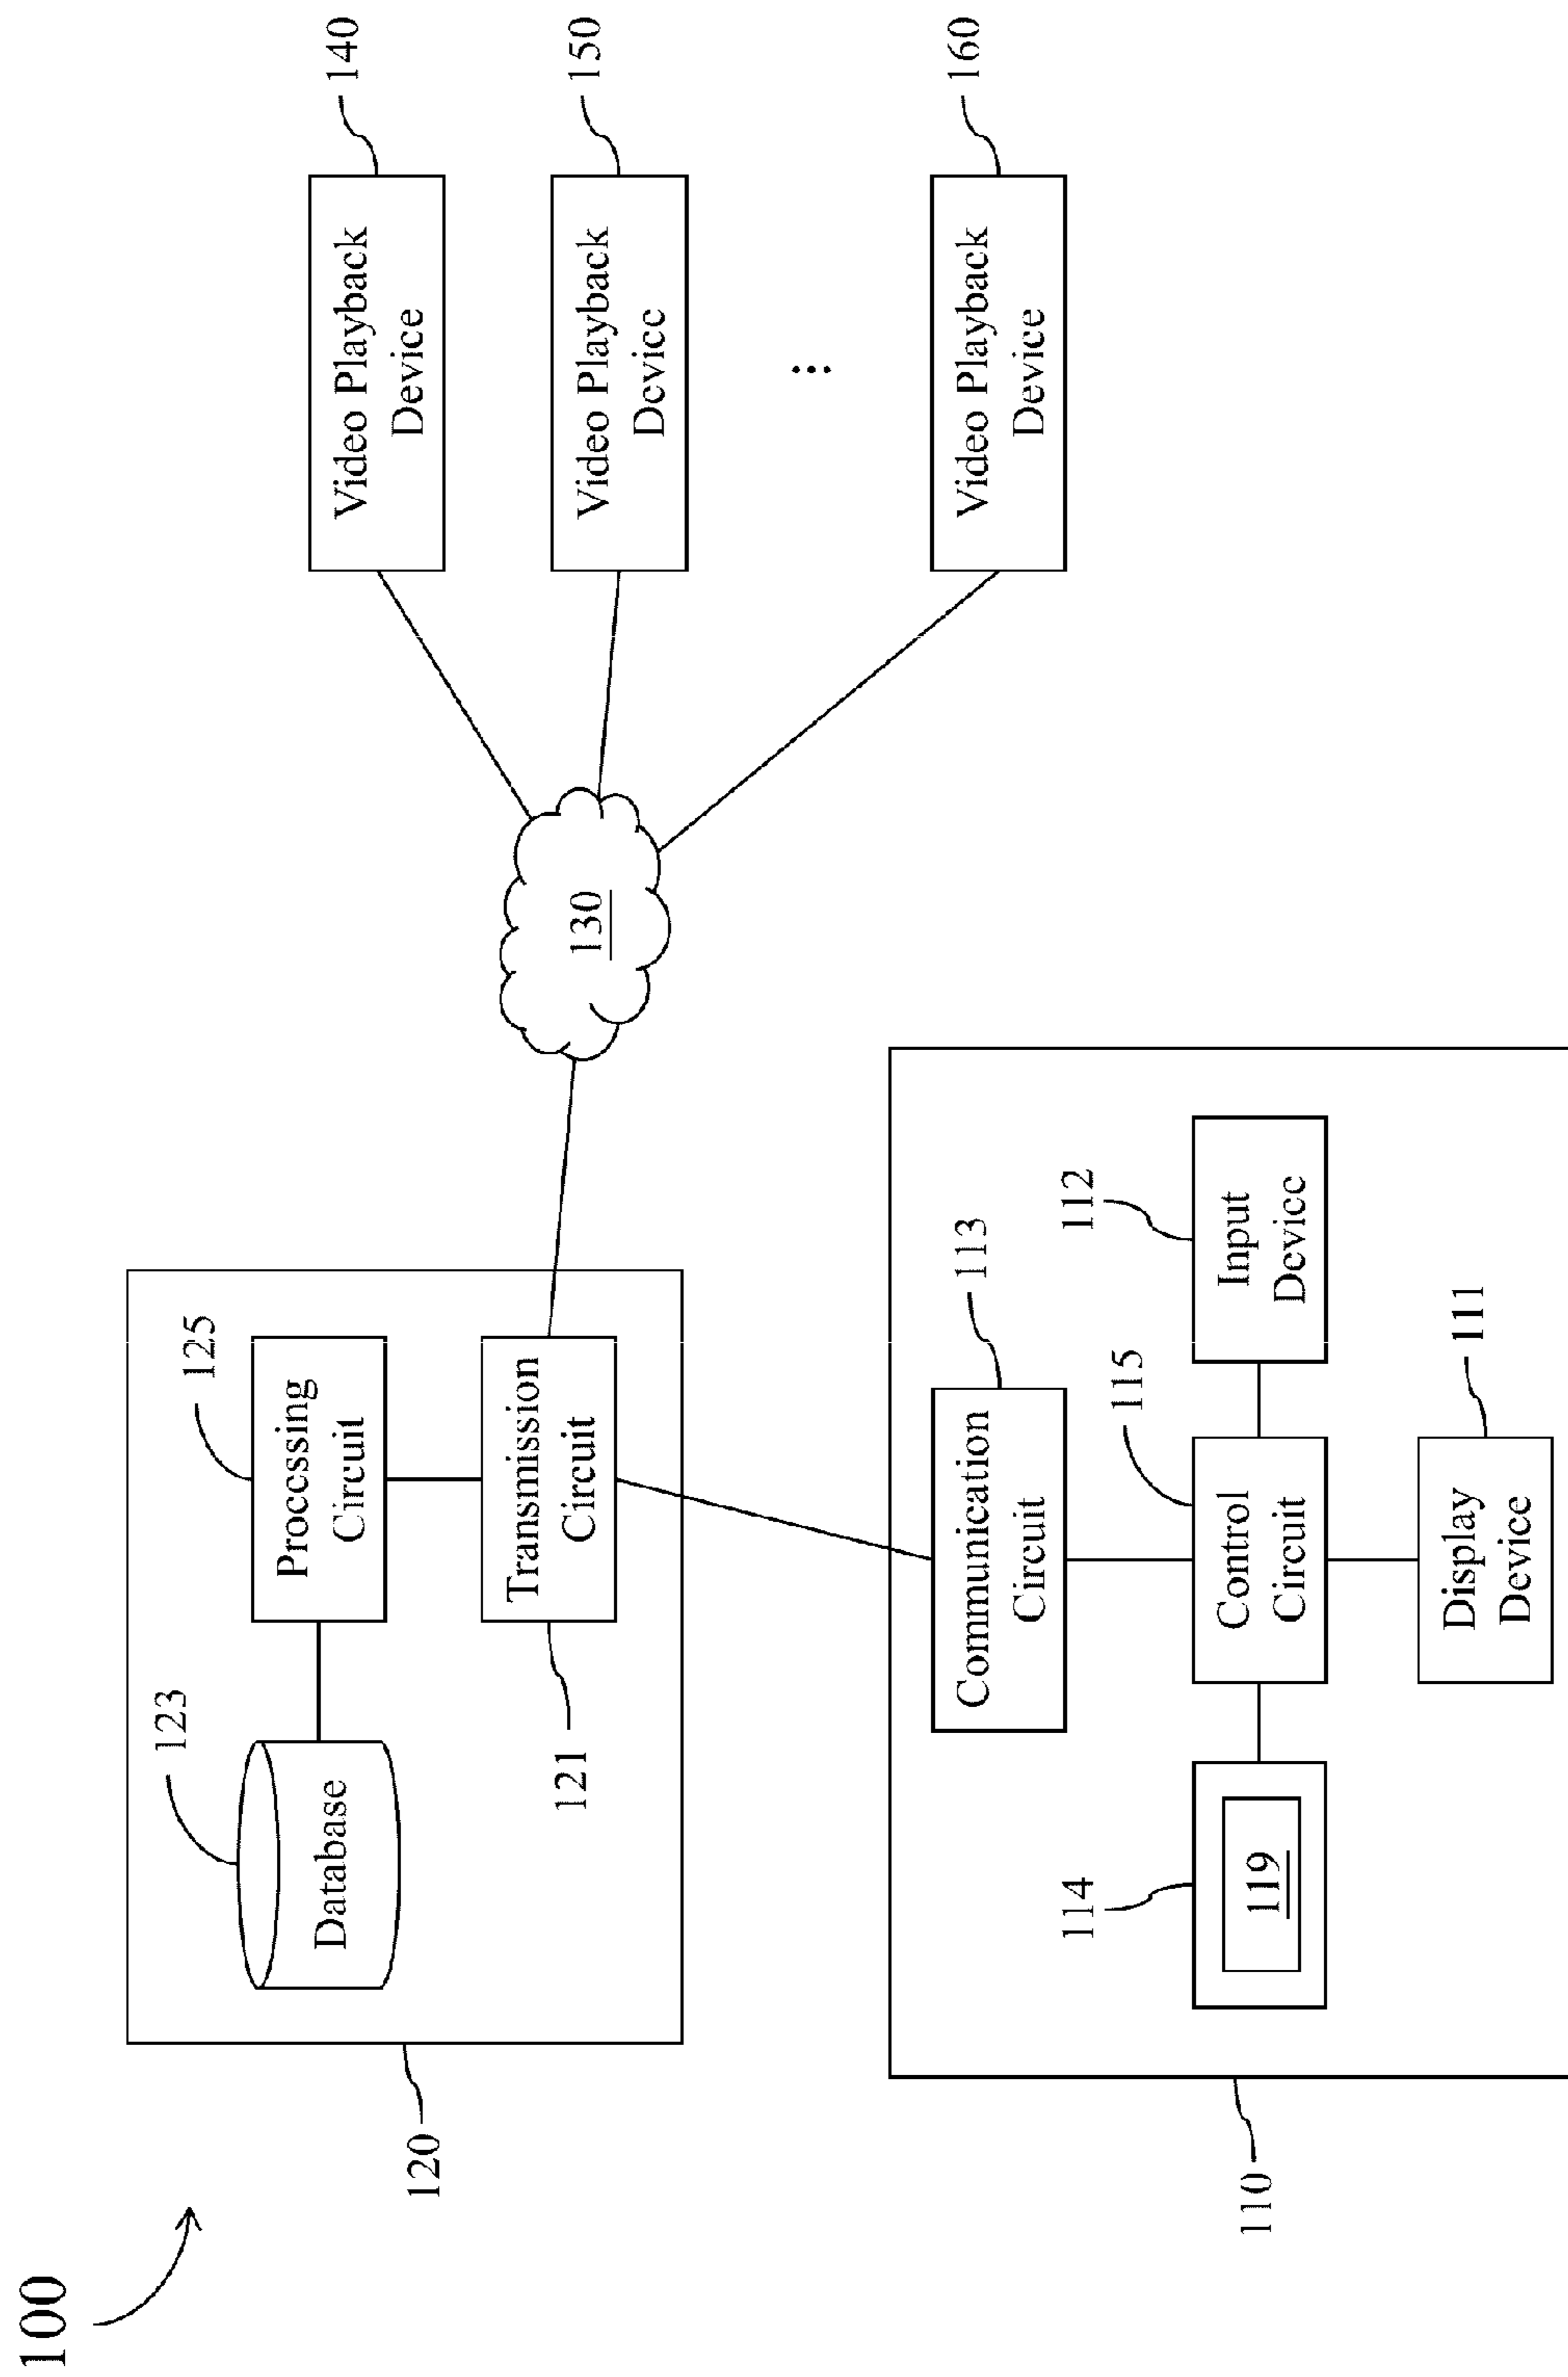 100
120
123
Database
125
Processing
Circuit
121
Transmission
Circuit
130
140
Video Playback
Device
150
Video Playback
Device
...
160
Video Playback
Device
110
113
Communication
Circuit
114
119
115
Control
Circuit
112
Input
Device
111
Display
Device